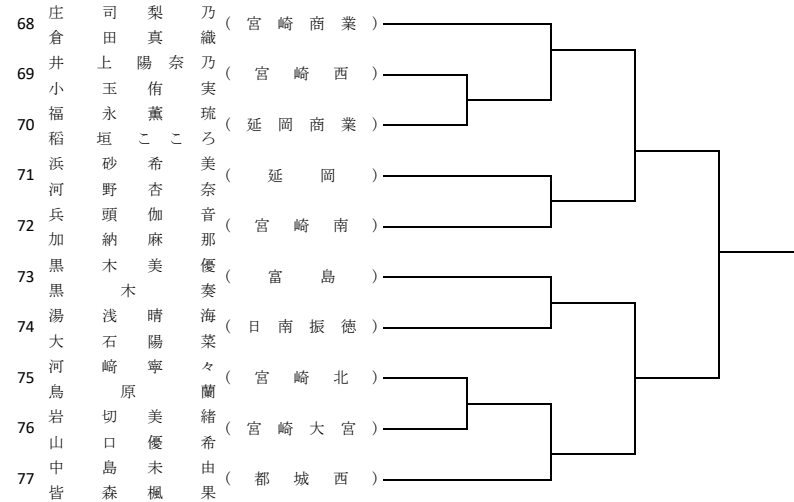 庄司梨乃
68 (宮崎商業)
倉田真織
井上陽奈乃
69 (宮崎西)
小玉侑実
福永薫琉
70 (延岡商業)
稲垣こころ
浜砂希美
71 (延岡)
河野杏奈
兵頭伽音
72 (宮崎南)
加納麻那
黒木美優
73 (富島)
黒木奏
湯浅晴海
74 (日南振徳)
大石陽菜
河﨑寧々
75 (宮崎北)
鳥原蘭
岩切美緒
76 (宮崎大宮)
山口優希
中島未由
77 (都城西)
皆森楓果